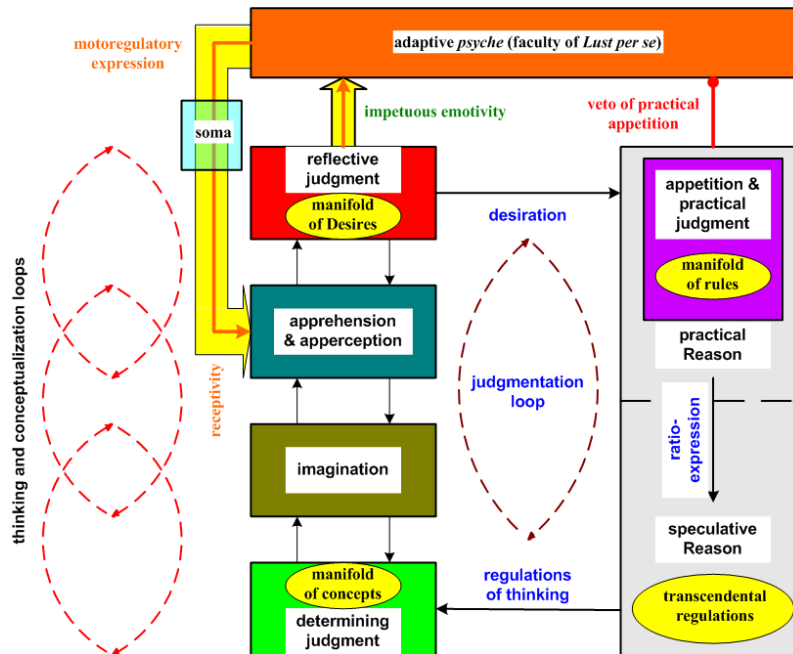 motoregulatory
expression
adaptive psyche (faculty of Lust per se)
soma
impetuous emotivity
veto of practical
appetition
reflective
judgment
manifold
of Desires
desiration
appetition &
practical
judgment
manifold
of rules
practical
Reason
thinking and conceptualization loops
apprehension
& apperception
receptivity
judgmentation
loop
ratio-
expression
imagination
speculative
Reason
manifold
of concepts
determining
judgment
regulations
of thinking
transcendental
regulations